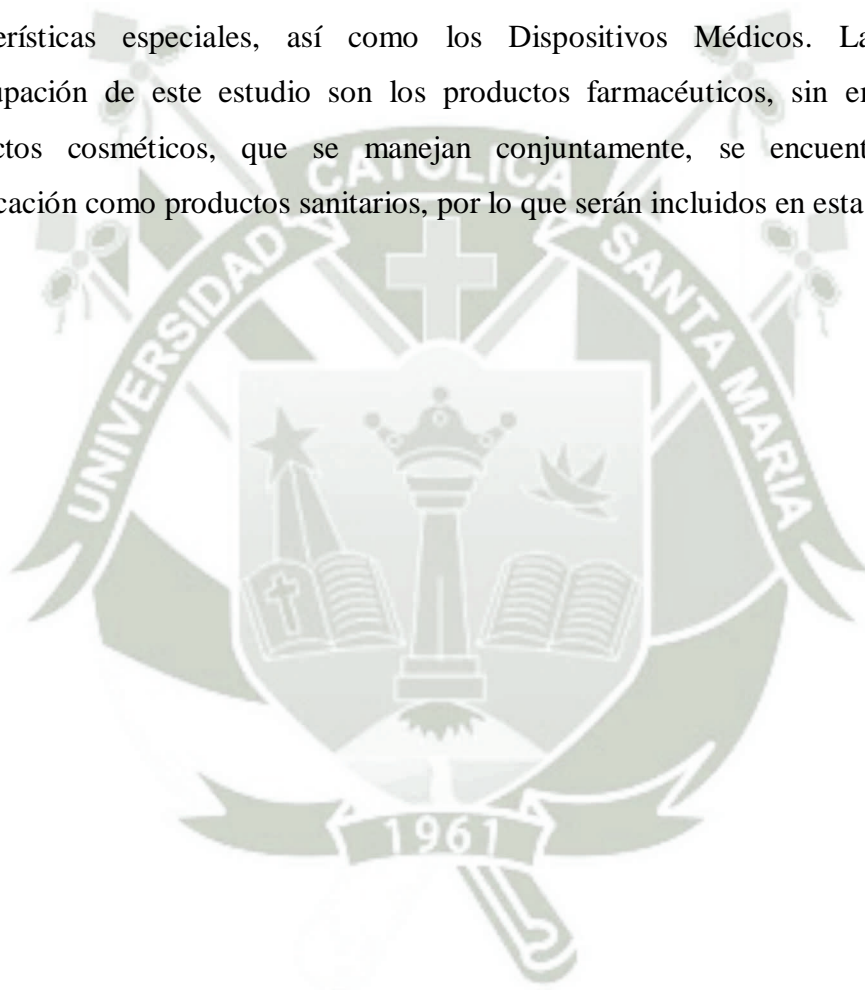 erísticas especiales, así como los Dispositivos Médicos. La
upación de este estudio son los productos farmacéuticos, sin en
ctos cosméticos, que se manejan conjuntamente, se encuent
cación como productos sanitarios, por lo que serán incluidos en esta
UNIVERSIDAD CATOLICA SANTA MARIA
1961